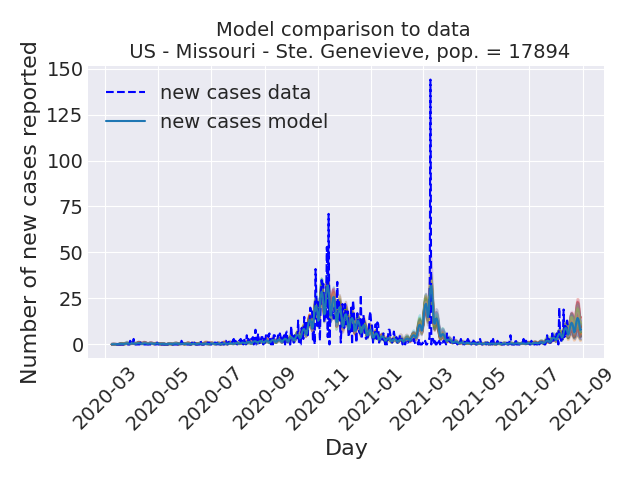 Model comparison to data
US - Missouri - Ste. Genevieve, pop. = 17894
Number of new cases reported
150
125
100
75
50
25
0
new cases data
new cases model
2020-03
2020-05
2020-07
2020-09
2020-11
2021-01
2021-03
2021-05
2021-07
2021-09
Day